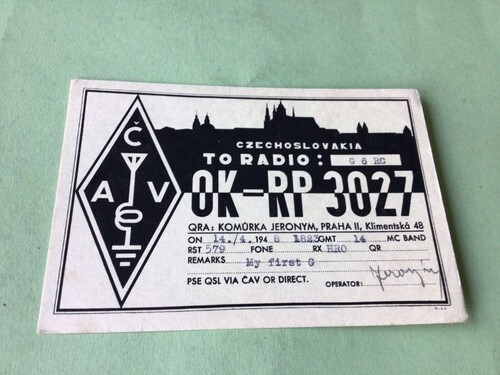 Č
A V
CZECHOSLOVAKIA
TO RADIO: G 6 RC
OK-RP 3027
QRA: KOMŮRKA JERONYM, PRAHA II, Klimentská 48
ON 14./4. 1948 1823 GMT 14 MC BAND
RST 579 FONE RX HRO QR
REMARKS My first G
PSE QSL VIA ČAV OR DIRECT. OPERATOR: Jeroným